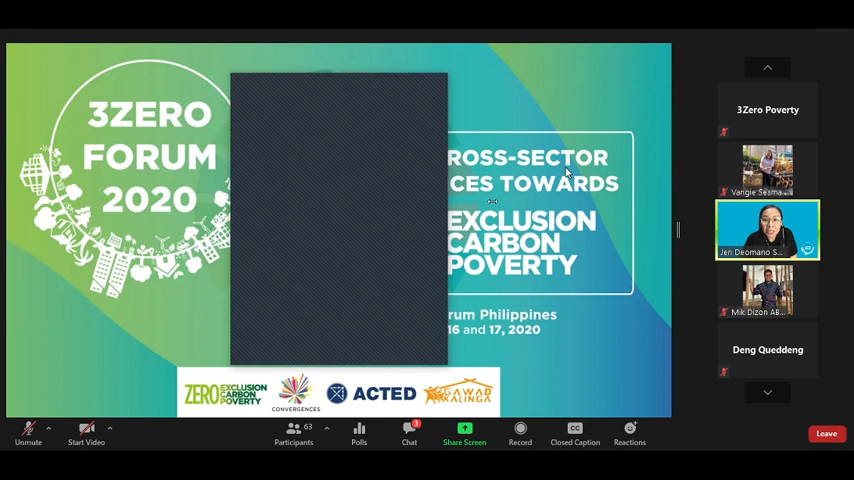 3ZERO
FORUM
2020
ROSS-SECTOR
CES TOWARDS
EXCLUSION
CARBON
POVERTY
rum Philippines
16 and 17, 2020
ZERO EXCLUSION
CARBON
POVERTY
CONVERGENCES
ACTED
GAWAD
KALINGA
3Zero Poverty
Vangie Sesma...
Jen Deomano S...
Mik Dizon AB...
Deng Queddeng
Unmute
Start Video
Participants
63
Polls
Chat
3
Share Screen
Record
CC
Closed Caption
Reactions
Leave